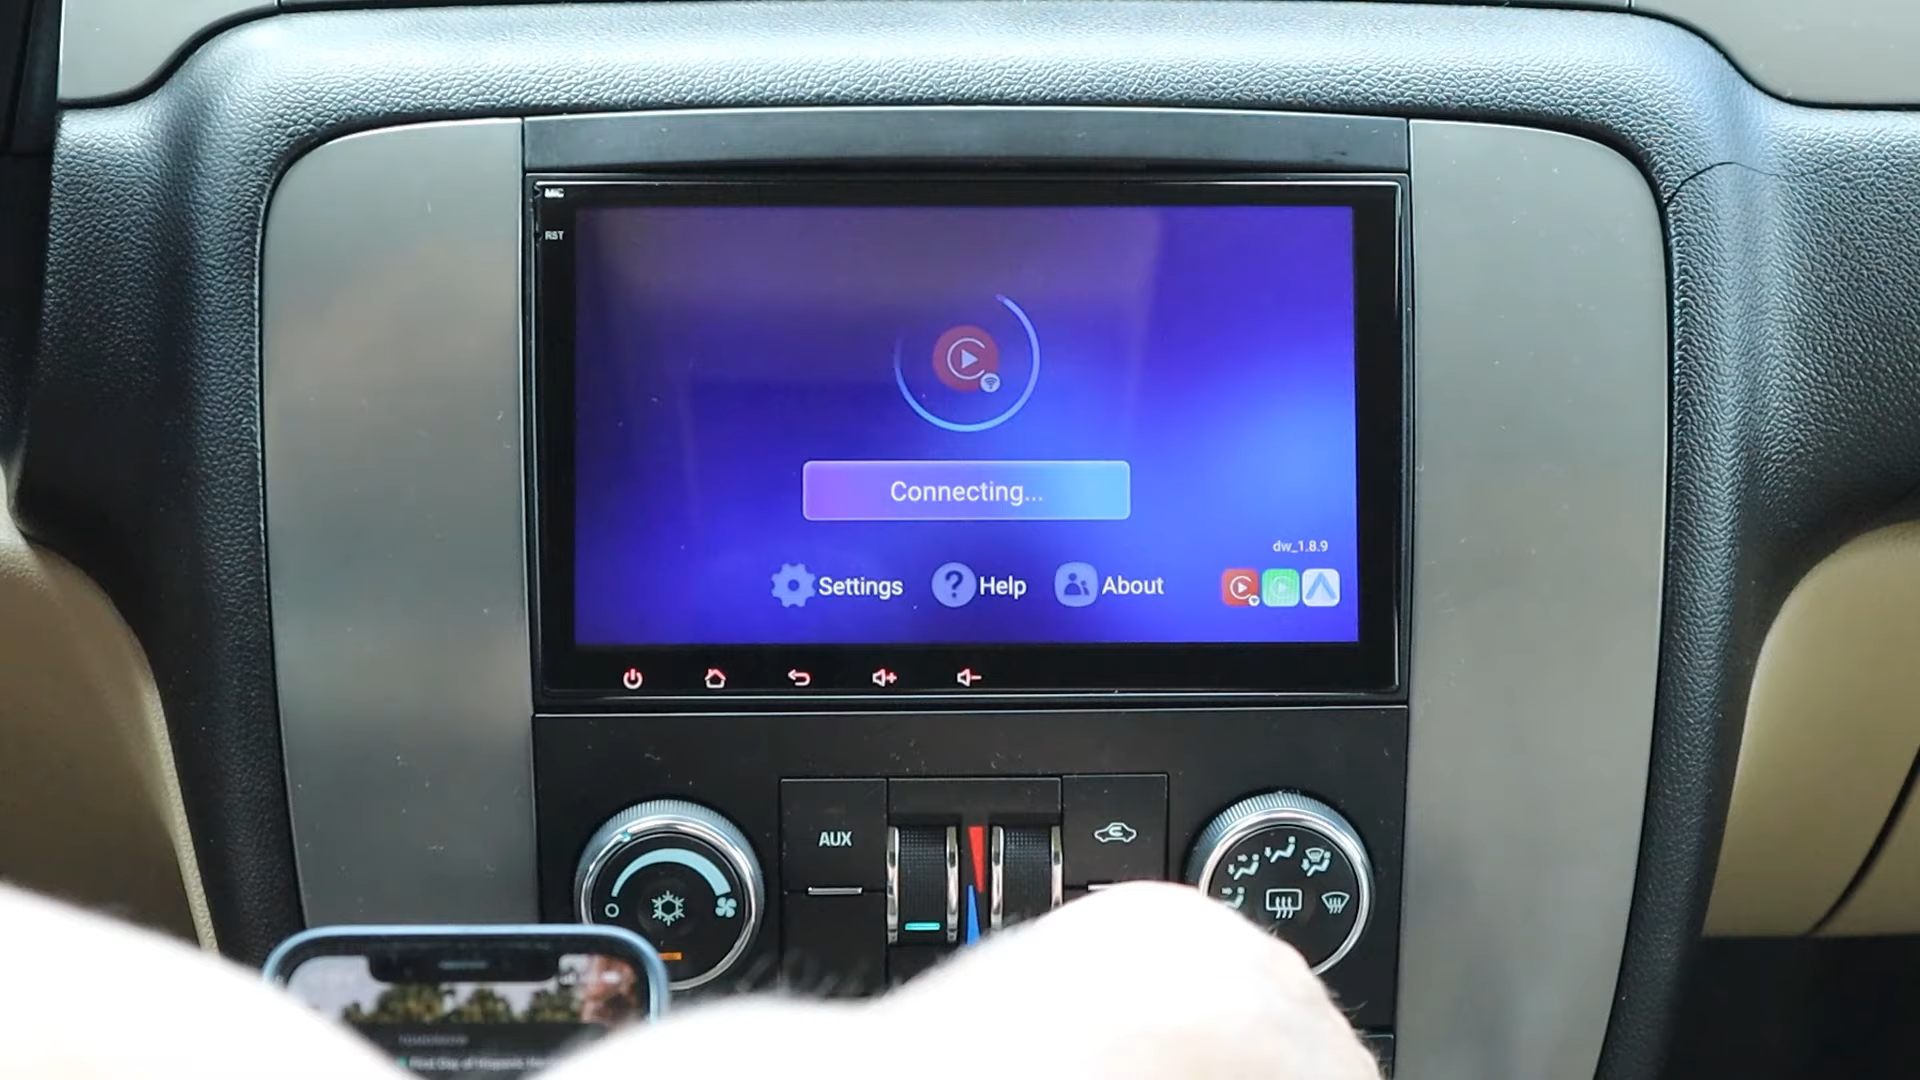 MIC
RST
Connecting...
dw_1.8.9
Settings
Help
About
AUX